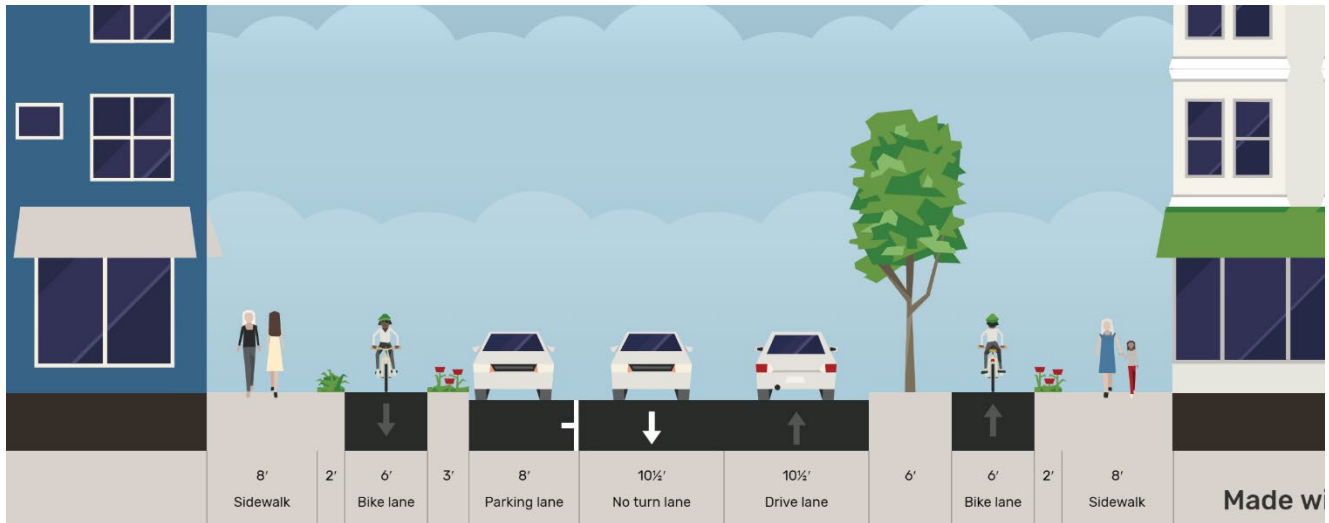 8′ 2′ 6′ 3′ 8′ 10½′ 10½′ 6′ 6′ 2′ 8′
Sidewalk Bike lane Parking lane No turn lane Drive lane Bike lane Sidewalk
Made wi